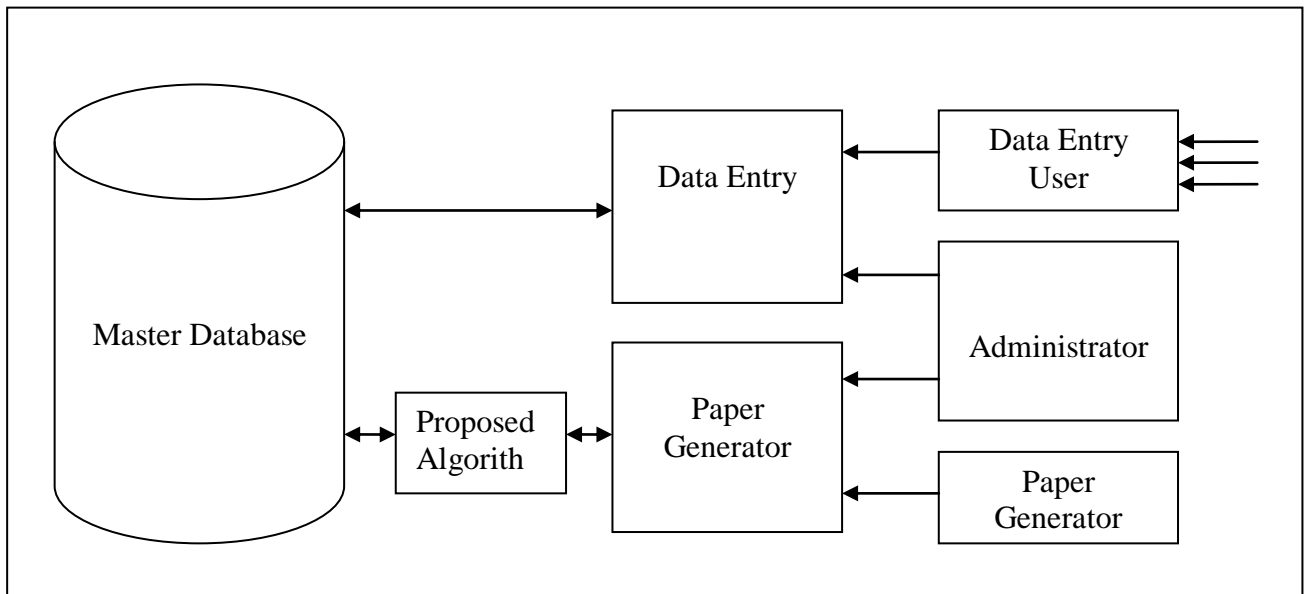 Master Database
Proposed
Algorith
Data Entry
Paper
Generator
Data Entry
User
Administrator
Paper
Generator